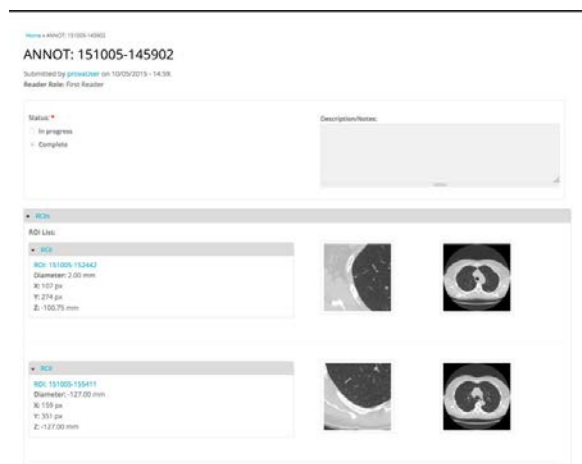 Home » ANNOT: 151005-145902
ANNOT: 151005-145902
Submitted by provaUser on 10/05/2015 - 14:59.
Reader Role: First Reader
Status: *
In progress
Complete
Description/Notes:
ROIs
ROI List:
ROI
ROI: 151005-152442
Diameter: 2.00 mm
X: 107 px
Y: 274 px
Z: -100.75 mm
ROI
ROI: 151005-155411
Diameter: -127.00 mm
X: 159 px
Y: 351 px
Z: -127.00 mm